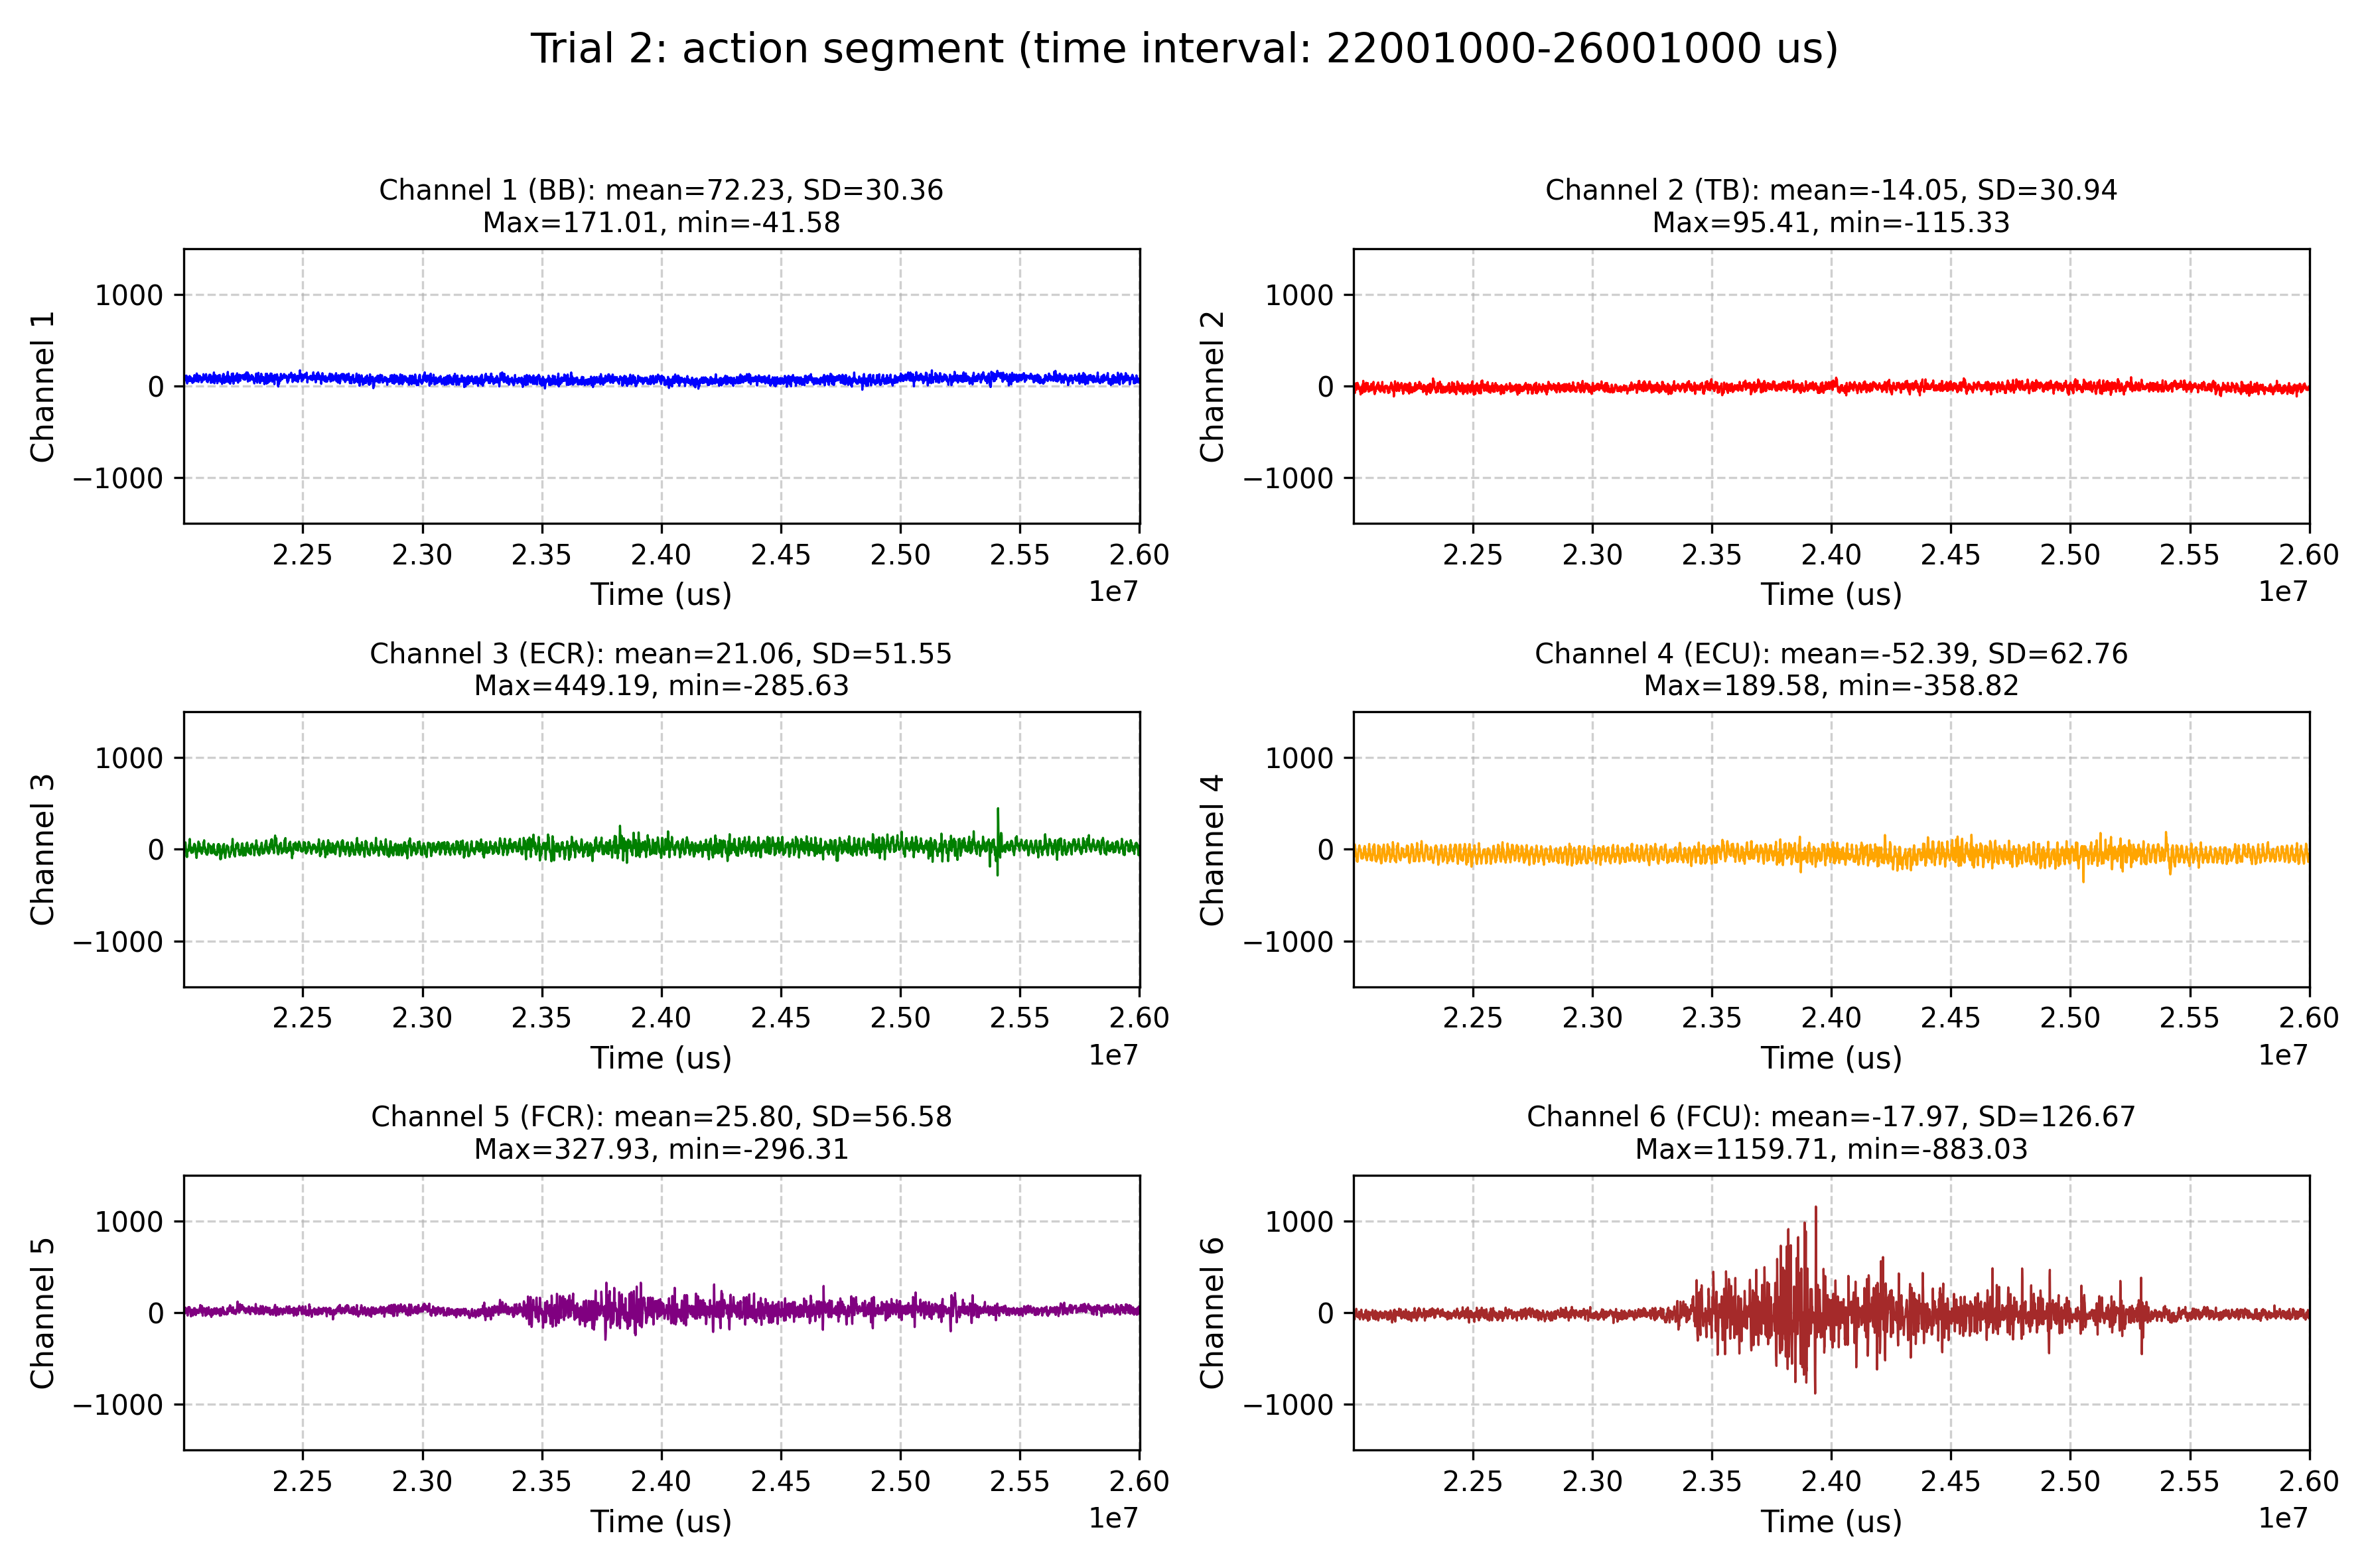 Trial 2: action segment (time interval: 22001000-26001000 us)
Channel 1 (BB): mean=72.23, SD=30.36
Max=171.01, min=-41.58
Channel 1
1000
0
−1000
2.25 2.30 2.35 2.40 2.45 2.50 2.55 2.60
Time (us)
1e7
Channel 2 (TB): mean=-14.05, SD=30.94
Max=95.41, min=-115.33
Channel 2
1000
0
−1000
2.25 2.30 2.35 2.40 2.45 2.50 2.55 2.60
Time (us)
1e7
Channel 3 (ECR): mean=21.06, SD=51.55
Max=449.19, min=-285.63
Channel 3
1000
0
−1000
2.25 2.30 2.35 2.40 2.45 2.50 2.55 2.60
Time (us)
1e7
Channel 4 (ECU): mean=-52.39, SD=62.76
Max=189.58, min=-358.82
Channel 4
1000
0
−1000
2.25 2.30 2.35 2.40 2.45 2.50 2.55 2.60
Time (us)
1e7
Channel 5 (FCR): mean=25.80, SD=56.58
Max=327.93, min=-296.31
Channel 5
1000
0
−1000
2.25 2.30 2.35 2.40 2.45 2.50 2.55 2.60
Time (us)
1e7
Channel 6 (FCU): mean=-17.97, SD=126.67
Max=1159.71, min=-883.03
Channel 6
1000
0
−1000
2.25 2.30 2.35 2.40 2.45 2.50 2.55 2.60
Time (us)
1e7